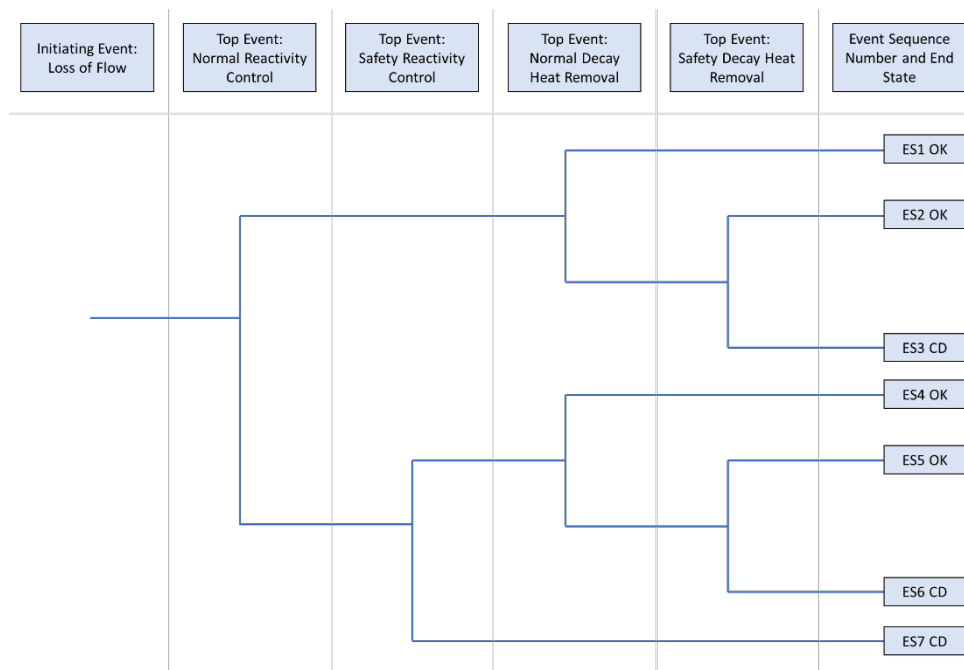 Initiating Event:
Loss of Flow
Top Event:
Normal Reactivity
Control
Top Event:
Safety Reactivity
Control
Top Event:
Normal Decay
Heat Removal
Top Event:
Safety Decay Heat
Removal
Event Sequence
Number and End
State
ES1 OK
ES2 OK
ES3 CD
ES4 OK
ES5 OK
ES6 CD
ES7 CD